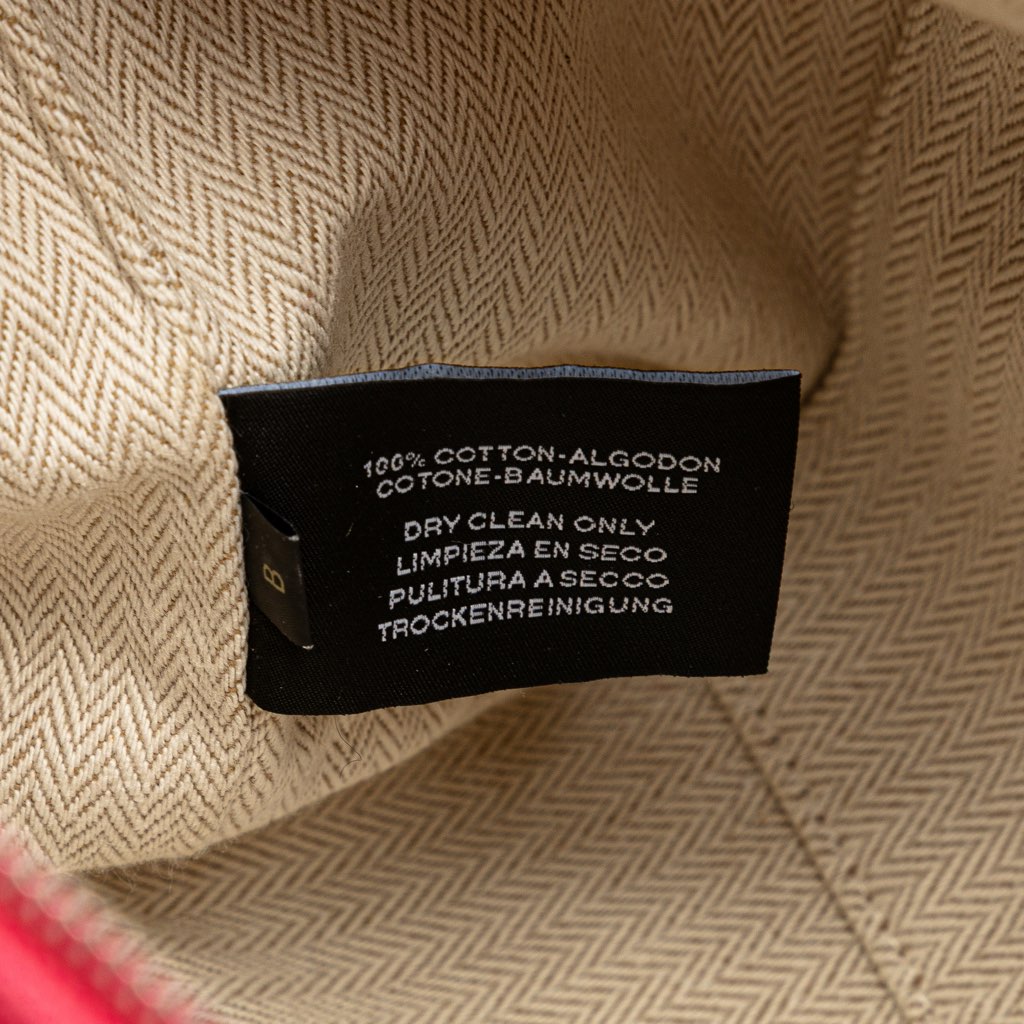 100% COTTON-ALGODON
COTONE-BAUMWOLLE
DRY CLEAN ONLY
LIMPIEZA EN SECO
PULITURA A SECCO
TROCKENREINIGUNG
B